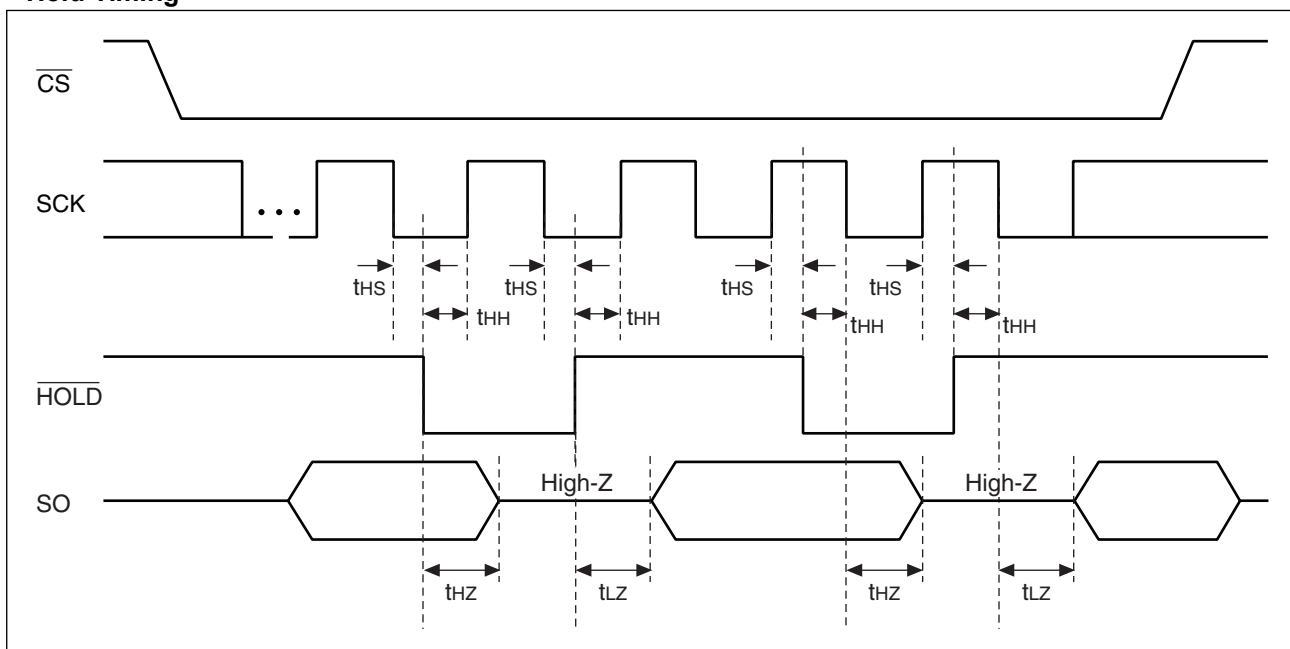 Hold Timing
CS
SCK
• • •
tHS tHS tHS tHS
tHH tHH tHH tHH
HOLD
High-Z High-Z
SO
tHZ tLZ tHZ tLZ